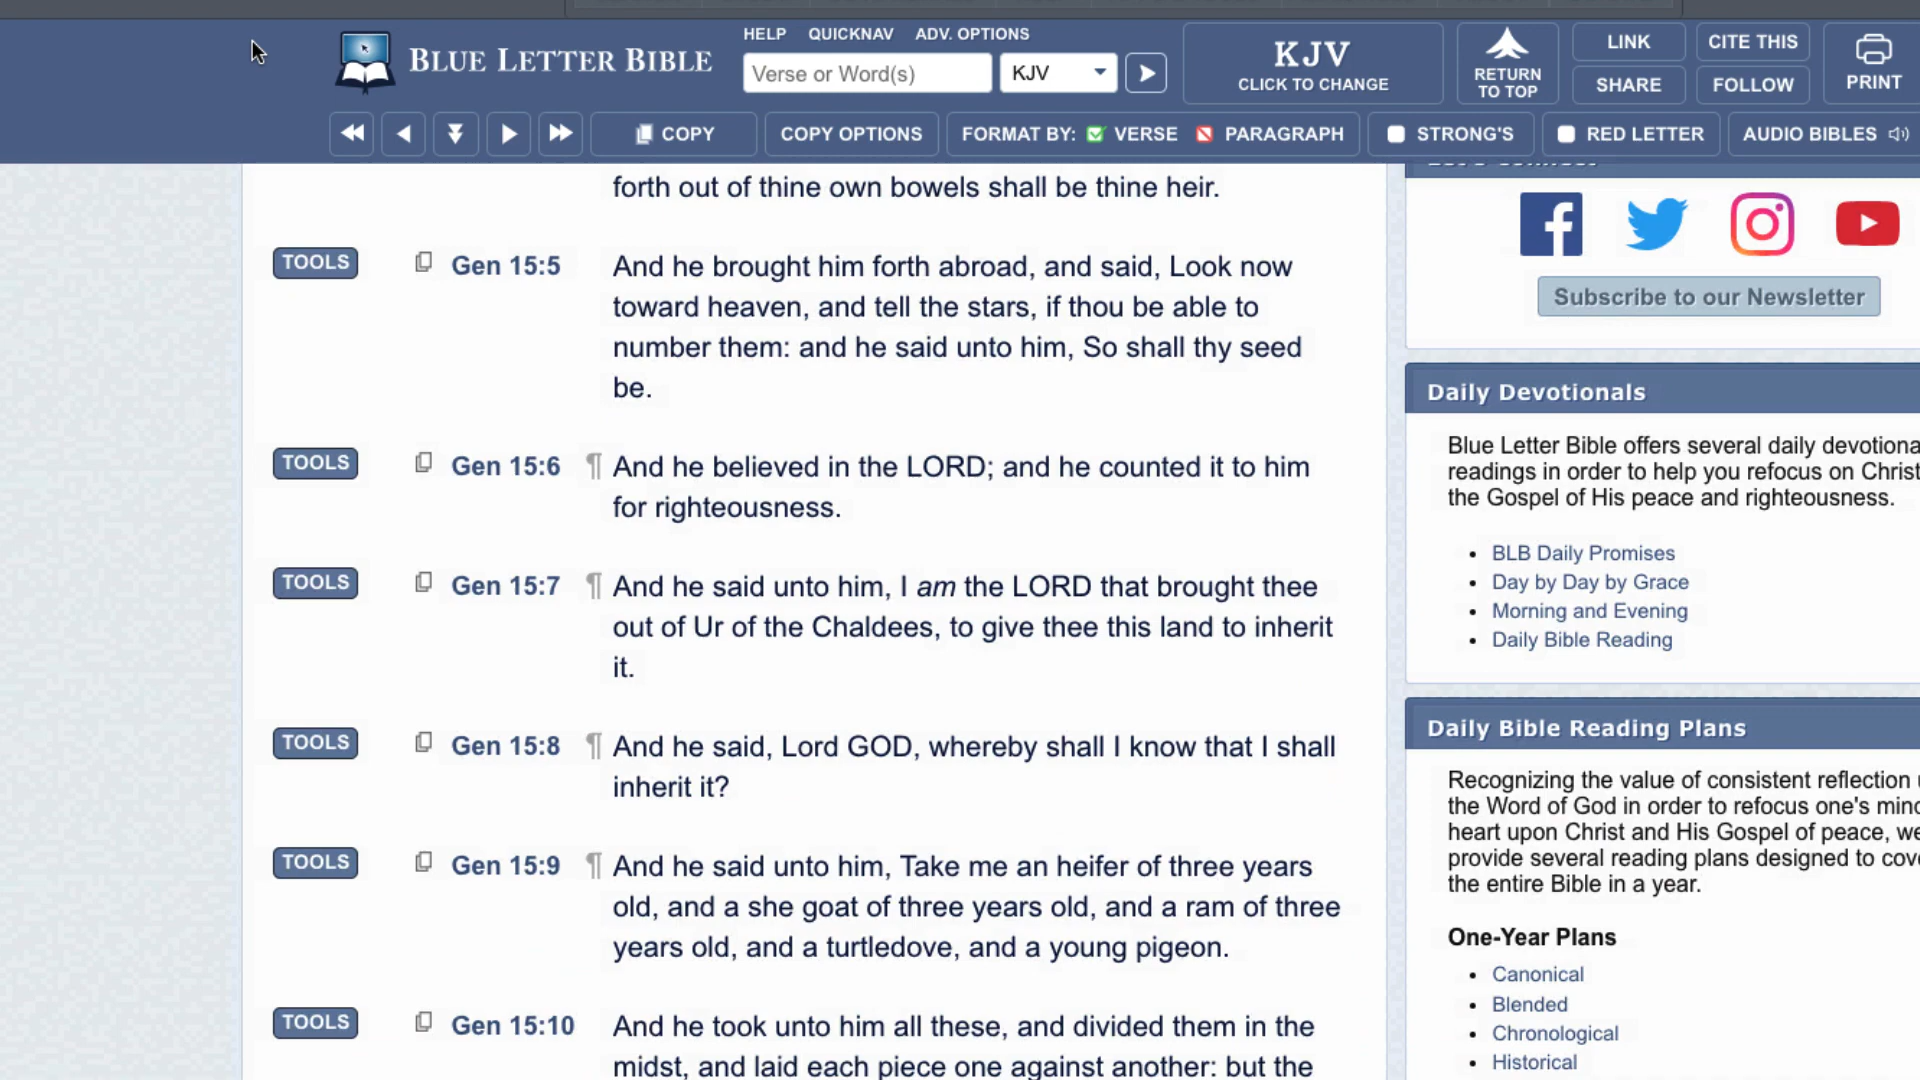 BLUE LETTER BIBLE
HELP QUICKNAV ADV. OPTIONS
Verse or Word(s) KJV
KJV
CLICK TO CHANGE
RETURN
TO TOP
LINK
CITE THIS
SHARE
FOLLOW
PRINT
COPY
COPY OPTIONS
FORMAT BY: VERSE PARAGRAPH
STRONG'S
RED LETTER
AUDIO BIBLES
forth out of thine own bowels shall be thine heir.
TOOLS Gen 15:5 And he brought him forth abroad, and said, Look now
toward heaven, and tell the stars, if thou be able to
number them: and he said unto him, So shall thy seed
be.
TOOLS Gen 15:6 ¶ And he believed in the LORD; and he counted it to him
for righteousness.
TOOLS Gen 15:7 ¶ And he said unto him, I am the LORD that brought thee
out of Ur of the Chaldees, to give thee this land to inherit
it.
TOOLS Gen 15:8 ¶ And he said, Lord GOD, whereby shall I know that I shall
inherit it?
TOOLS Gen 15:9 ¶ And he said unto him, Take me an heifer of three years
old, and a she goat of three years old, and a ram of three
years old, and a turtledove, and a young pigeon.
TOOLS Gen 15:10 And he took unto him all these, and divided them in the
midst, and laid each piece one against another: but the
Subscribe to our Newsletter
Daily Devotionals
Blue Letter Bible offers several daily devotiona
readings in order to help you refocus on Christ
the Gospel of His peace and righteousness.
• BLB Daily Promises
• Day by Day by Grace
• Morning and Evening
• Daily Bible Reading
Daily Bible Reading Plans
Recognizing the value of consistent reflection u
the Word of God in order to refocus one's mind
heart upon Christ and His Gospel of peace, we
provide several reading plans designed to cove
the entire Bible in a year.
One-Year Plans
• Canonical
• Blended
• Chronological
• Historical